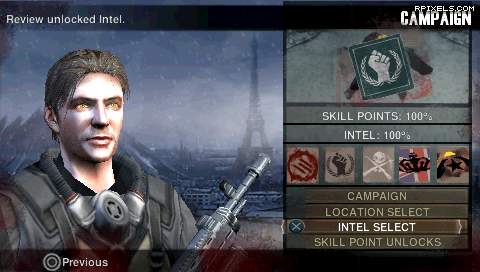 Review unlocked Intel.
RPIXELS.COM
CAMPAIGN
SKILL POINTS: 100%
INTEL: 100%
CAMPAIGN
LOCATION SELECT
INTEL SELECT
SKILL POINT UNLOCKS
Previous